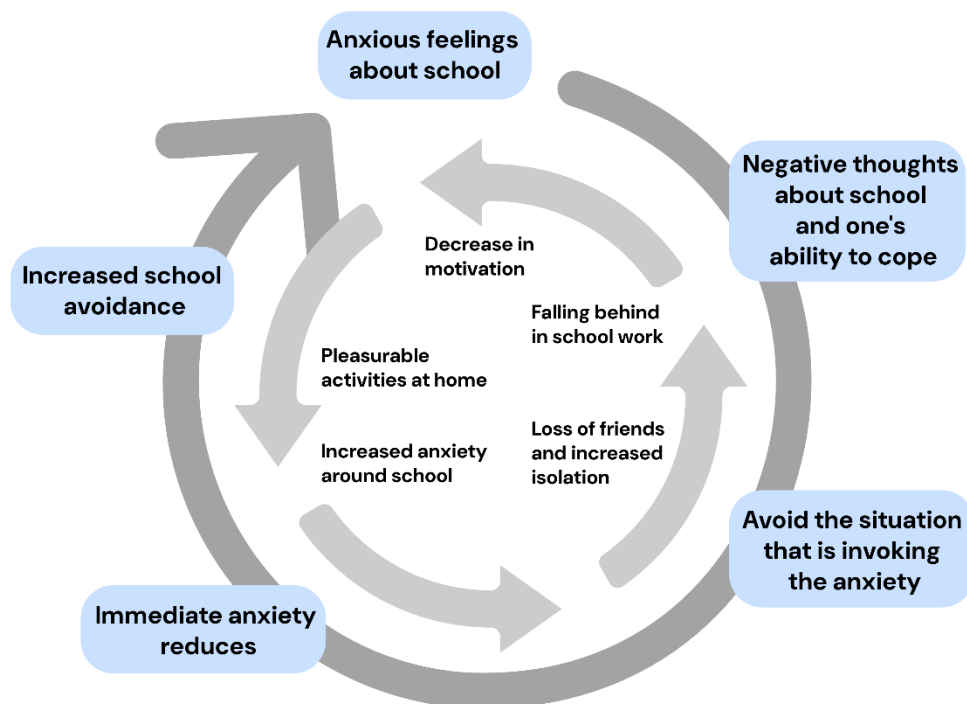 Anxious feelings
about school
Negative thoughts
about school
and one's
ability to cope
Avoid the situation
that is invoking
the anxiety
Immediate anxiety
reduces
Increased school
avoidance
Decrease in
motivation
Pleasurable
activities at home
Increased anxiety
around school
Loss of friends
and increased
isolation
Falling behind
in school work